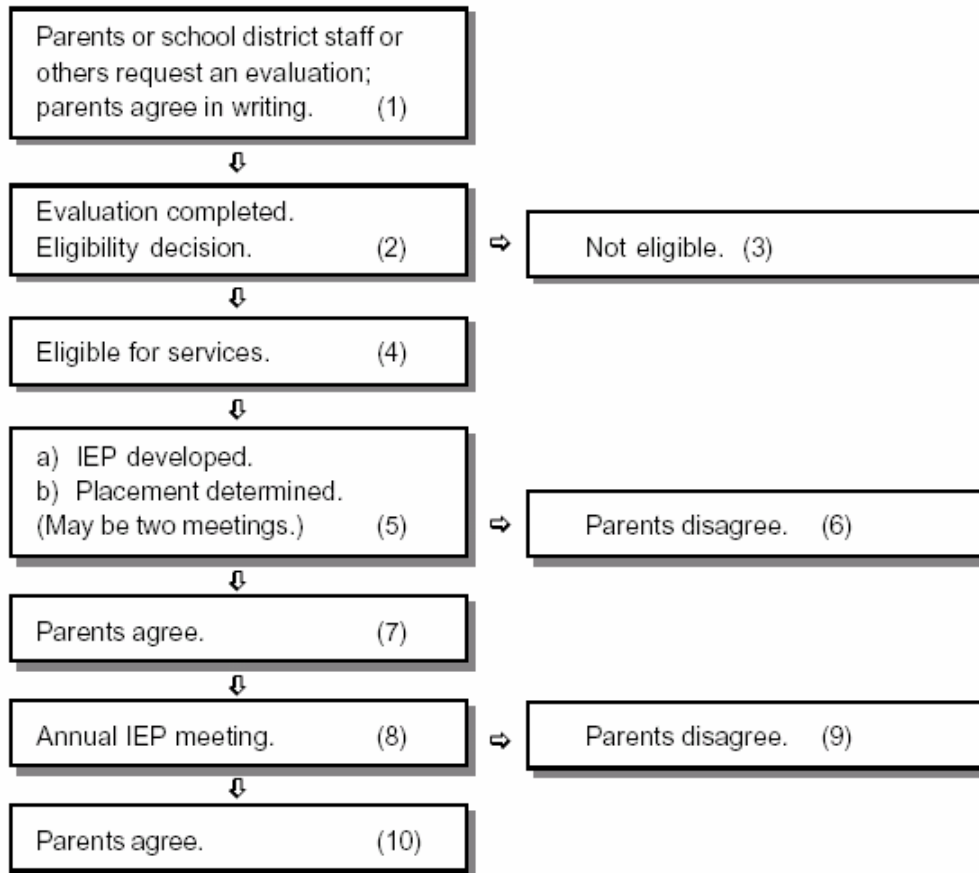 Parents or school district staff or
others request an evaluation;
parents agree in writing. (1)
Evaluation completed.
Eligibility decision. (2)
Not eligible. (3)
Eligible for services. (4)
a) IEP developed.
b) Placement determined.
(May be two meetings.) (5)
Parents disagree. (6)
Parents agree. (7)
Annual IEP meeting. (8)
Parents disagree. (9)
Parents agree. (10)